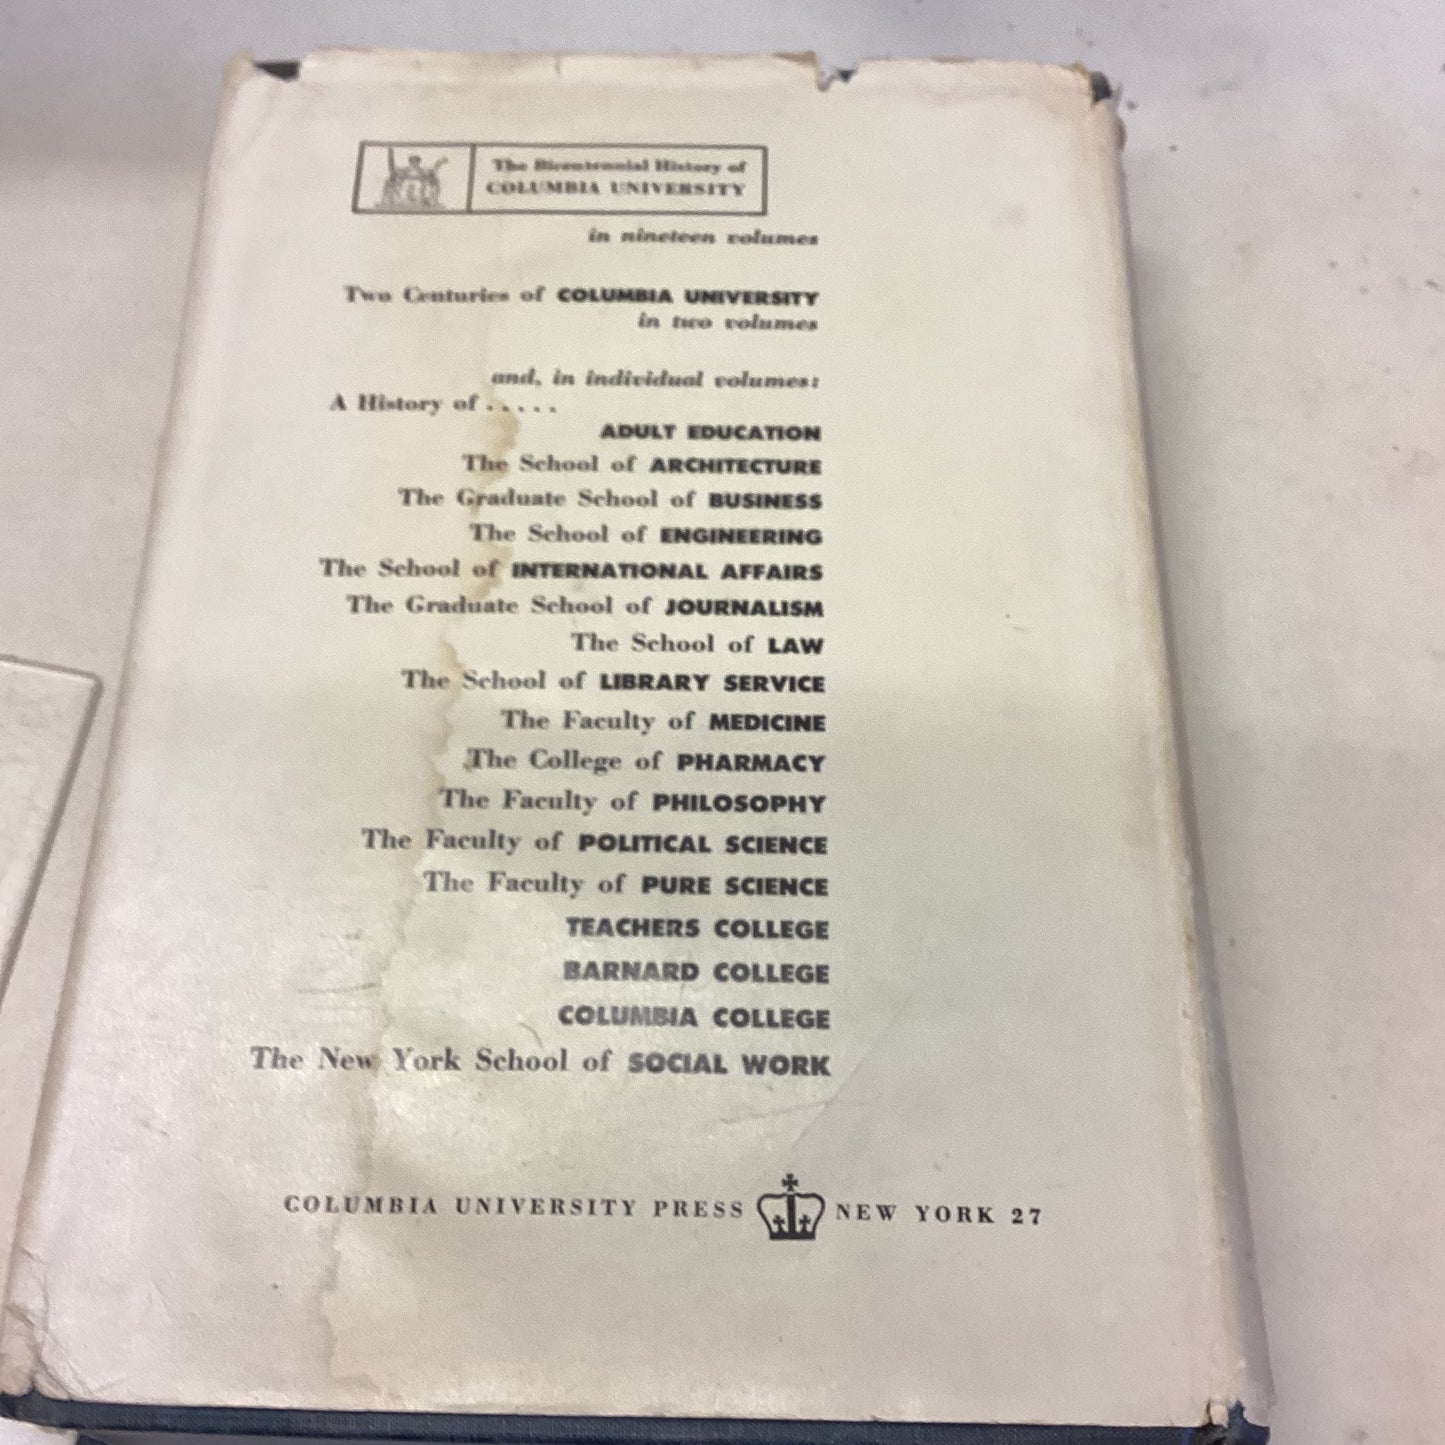 The Bicentennial History of
COLUMBIA UNIVERSITY
in nineteen volumes
Two Centuries of COLUMBIA UNIVERSITY
in two volumes
and, in individual volumes:
A History of . . . . .
ADULT EDUCATION
The School of ARCHITECTURE
The Graduate School of BUSINESS
The School of ENGINEERING
The School of INTERNATIONAL AFFAIRS
The Graduate School of JOURNALISM
The School of LAW
The School of LIBRARY SERVICE
The Faculty of MEDICINE
The College of PHARMACY
The Faculty of PHILOSOPHY
The Faculty of POLITICAL SCIENCE
The Faculty of PURE SCIENCE
TEACHERS COLLEGE
BARNARD COLLEGE
COLUMBIA COLLEGE
The New York School of SOCIAL WORK
COLUMBIA UNIVERSITY PRESS NEW YORK 27